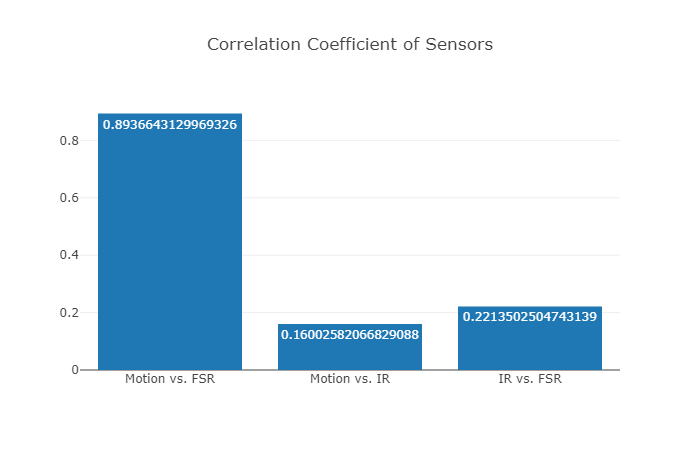 Correlation Coefficient of Sensors
0.8936643129969326
0.8
0.6
0.4
0.2
0.2213502504743139
0.16002582066829088
0
Motion vs. FSR
Motion vs. IR
IR vs. FSR